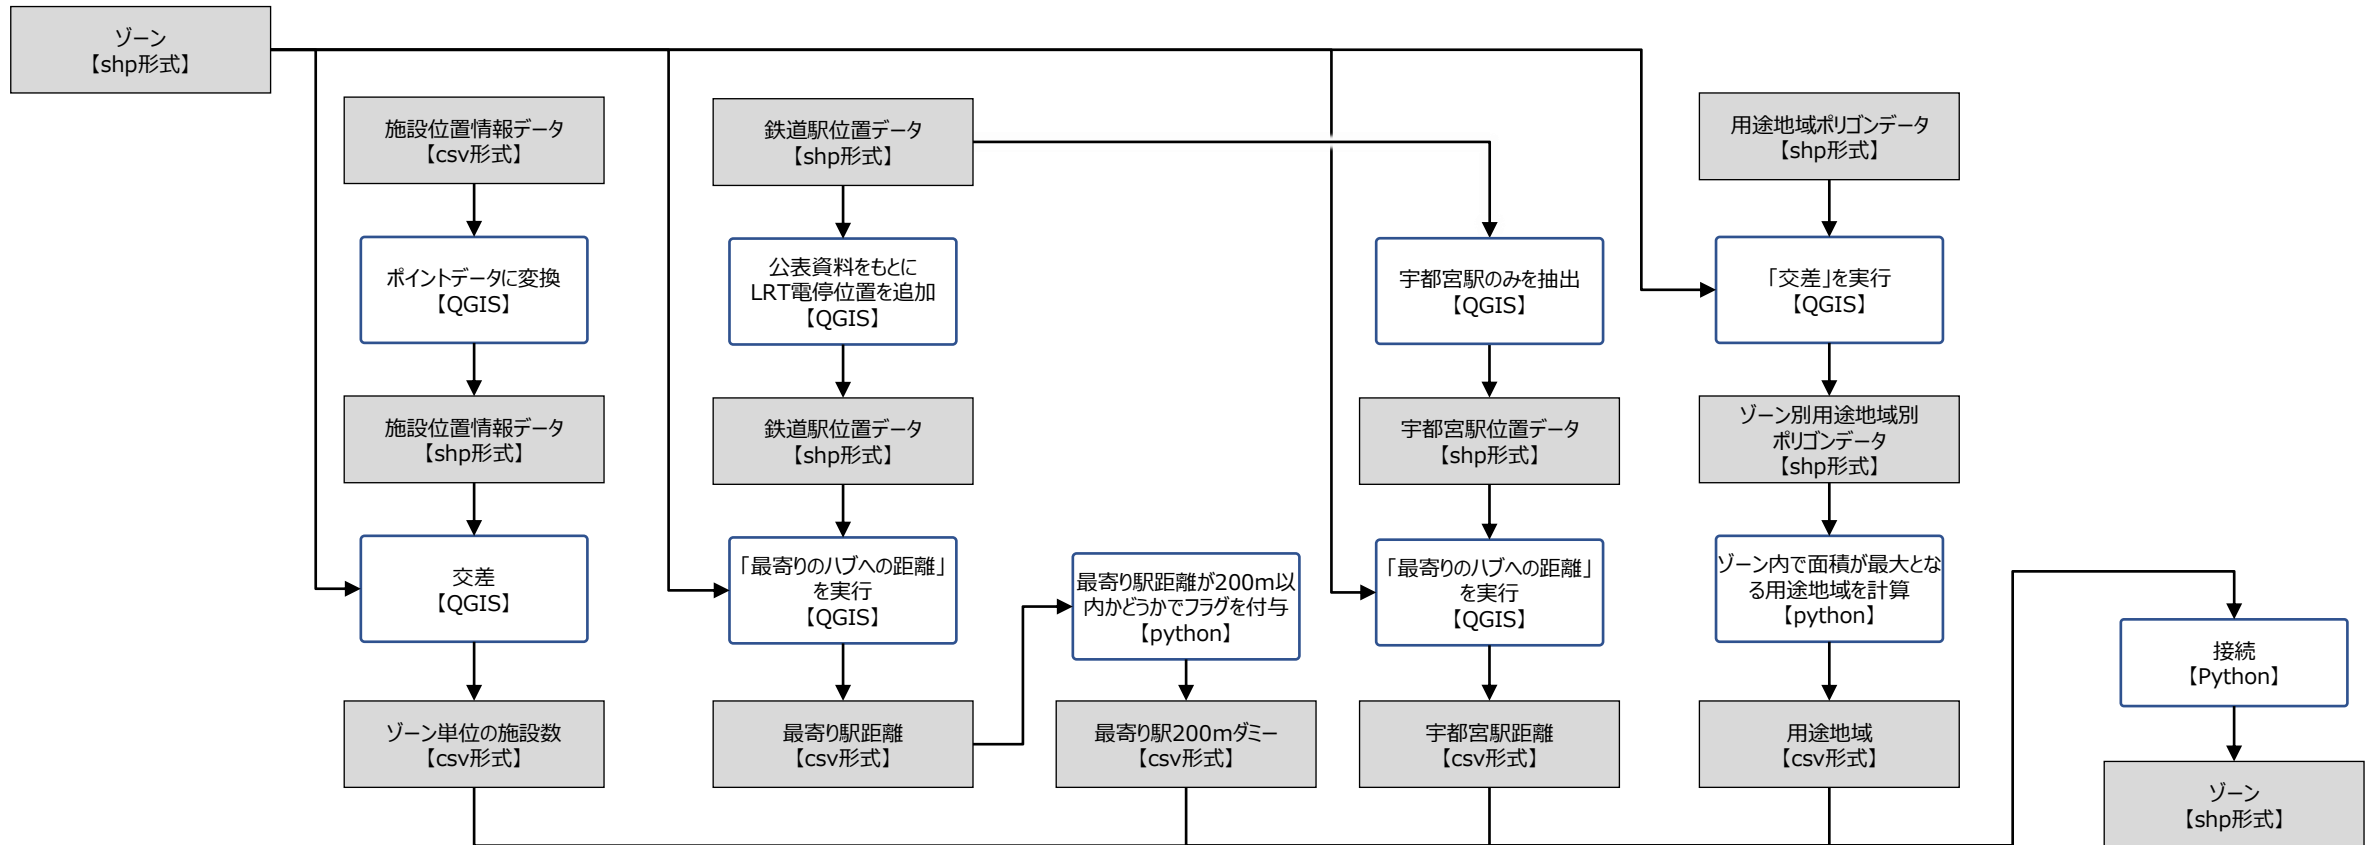 ゾーン
【shp形式】
施設位置情報データ
【csv形式】
ポイントデータに変換
【QGIS】
施設位置情報データ
【shp形式】
交差
【QGIS】
ゾーン単位の施設数
【csv形式】
鉄道駅位置データ
【shp形式】
公表資料をもとに
LRT電停位置を追加
【QGIS】
鉄道駅位置データ
【shp形式】
「最寄りのハブへの距離」
を実行
【QGIS】
最寄り駅距離
【csv形式】
最寄り駅距離が200m以
内かどうかでフラグを付与
【python】
最寄り駅200mダミー
【csv形式】
宇都宮駅のみを抽出
【QGIS】
宇都宮駅位置データ
【shp形式】
「最寄りのハブへの距離」
を実行
【QGIS】
宇都宮駅距離
【csv形式】
用途地域ポリゴンデータ
【shp形式】
「交差」を実行
【QGIS】
ゾーン別用途地域別
ポリゴンデータ
【shp形式】
ゾーン内で面積が最大とな
る用途地域を計算
【python】
用途地域
【csv形式】
接続
【Python】
ゾーン
【shp形式】